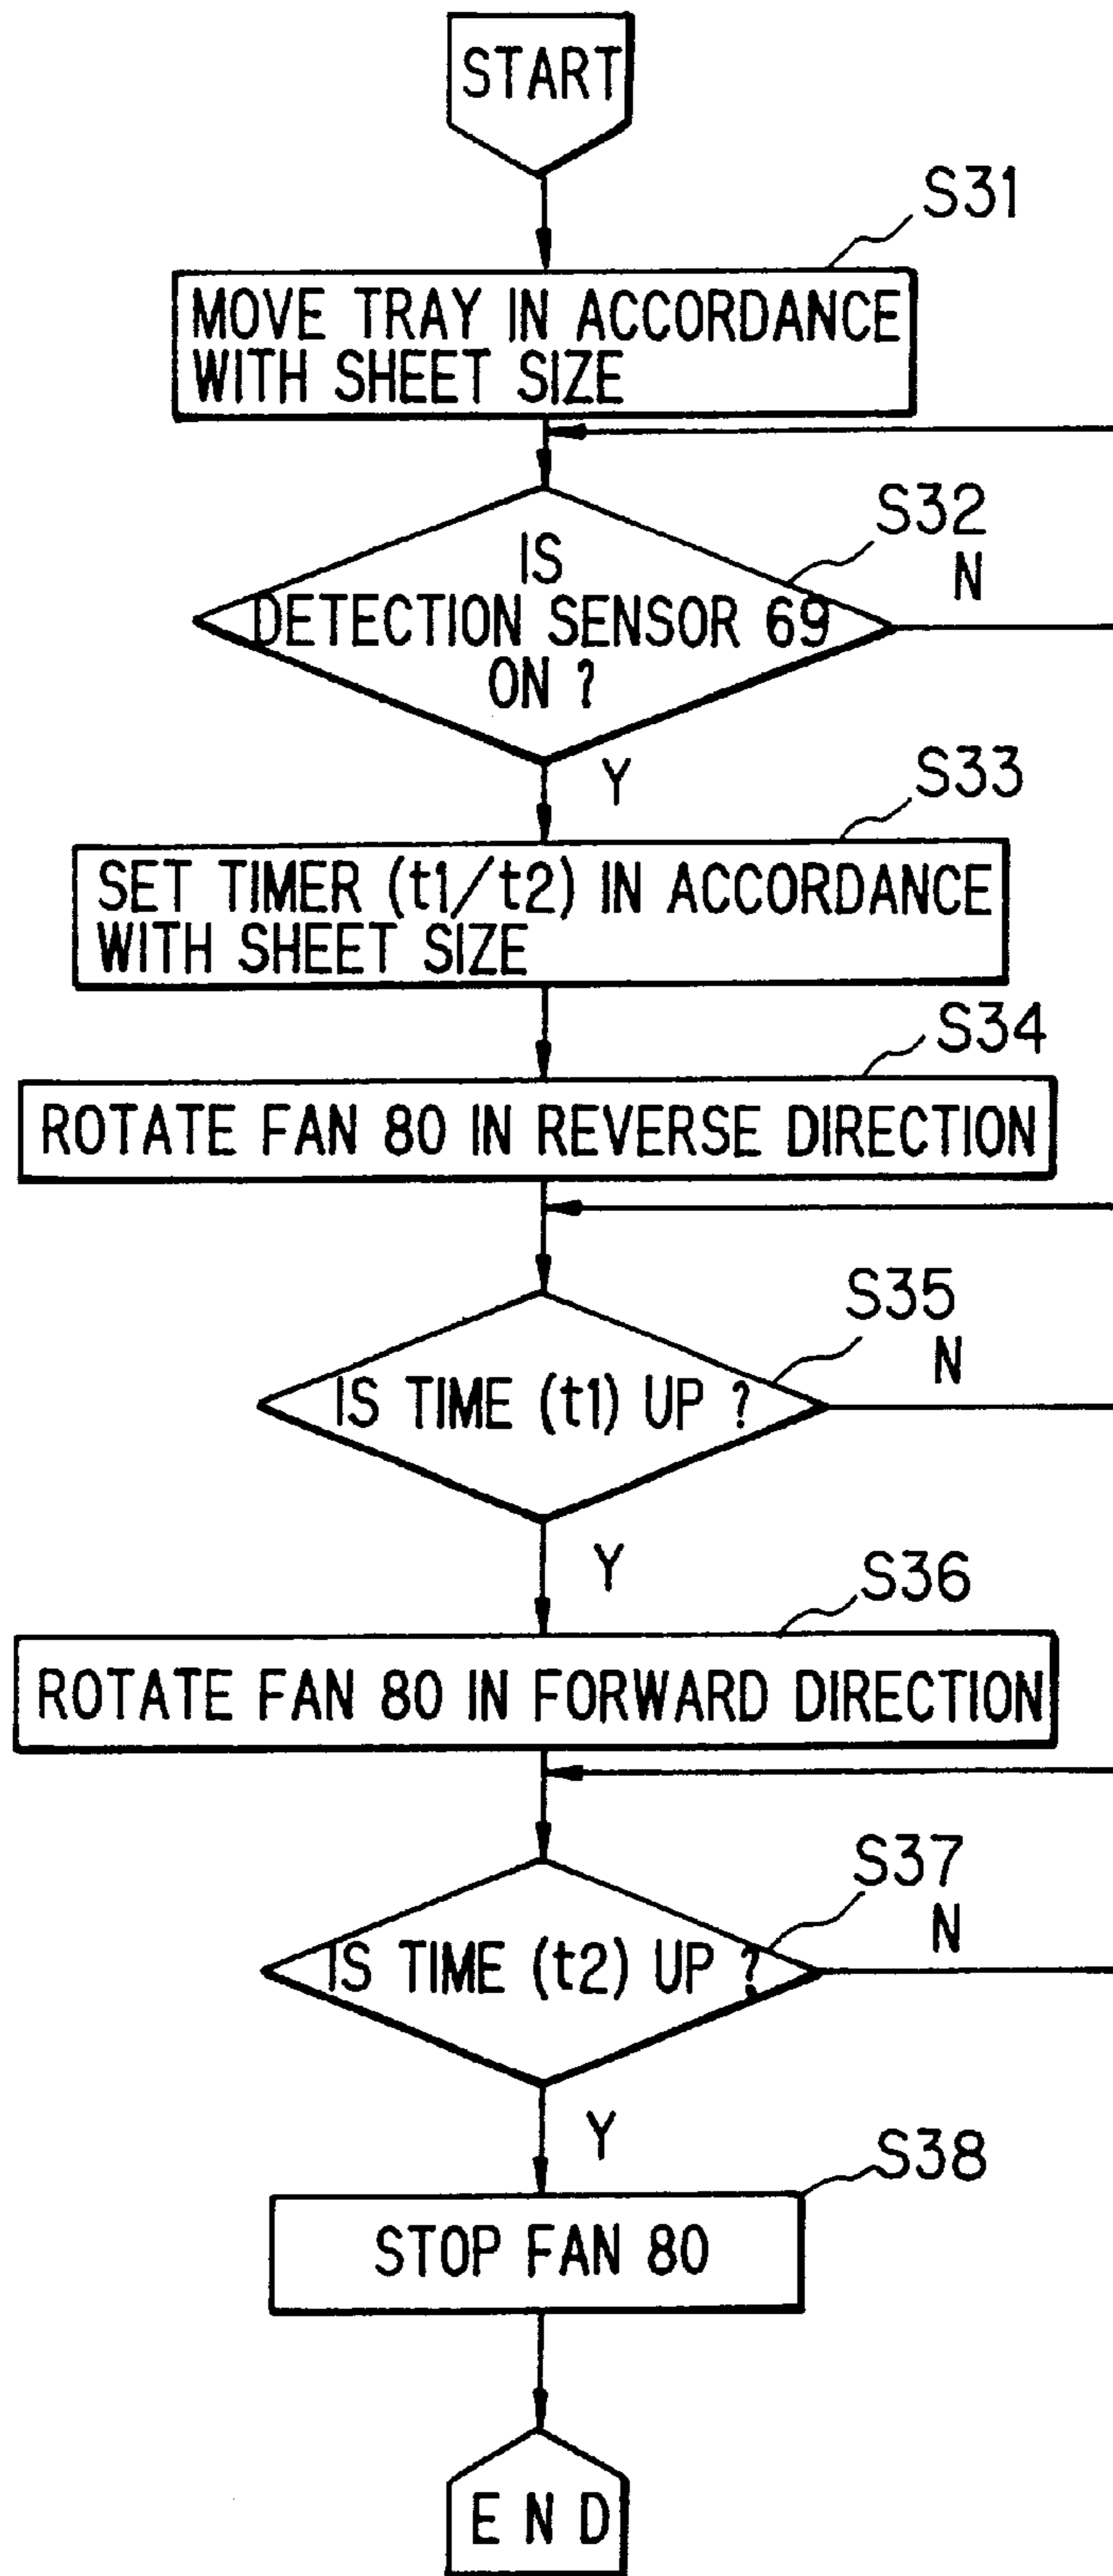 START
S31
MOVE TRAY IN ACCORDANCE
WITH SHEET SIZE
S32
IS
N
DETECTION SENSOR 69
ON ?
Y
S33
SET TIMER (t1/t2) IN ACCORDANCE
WITH SHEET SIZE
S34
ROTATE FAN 80 IN REVERSE DIRECTION
S35
N
IS TIME (t1) UP ?
Y
S36
ROTATE FAN 80 IN FORWARD DIRECTION
S37
N
IS TIME (t2) UP ?
Y
S38
STOP FAN 80
END